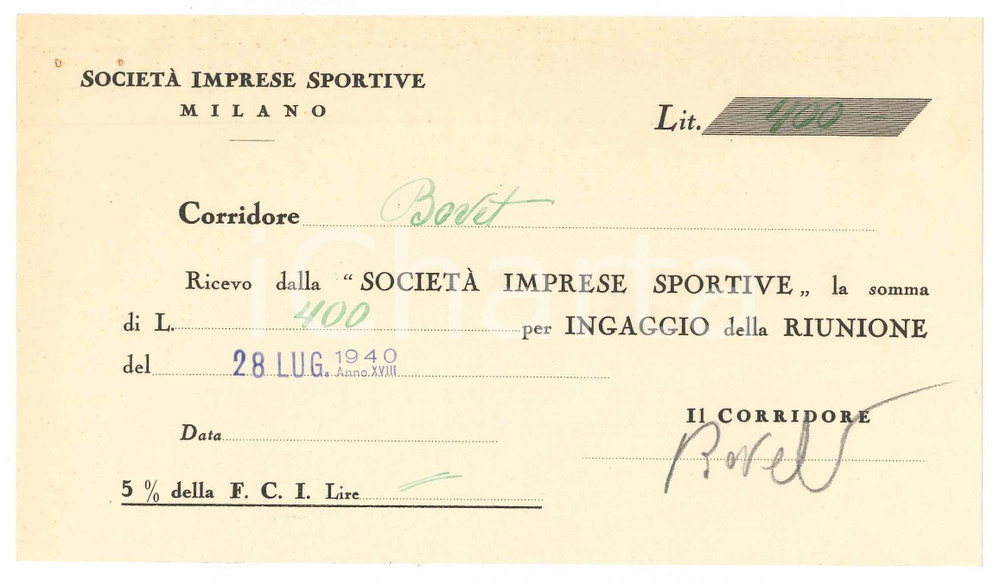 SOCIETÀ IMPRESE SPORTIVE
MILANO
Lit. 400 =
Corridore Bovet
Ricevo dalla “SOCIETÀ IMPRESE SPORTIVE„ la somma
di L. 400 per INGAGGIO della RIUNIONE
del 28 LUG. 1940 Anno XVIII
Il CORRIDORE
Bovet
Data
5 % della F. C. I. Lire
iCharta